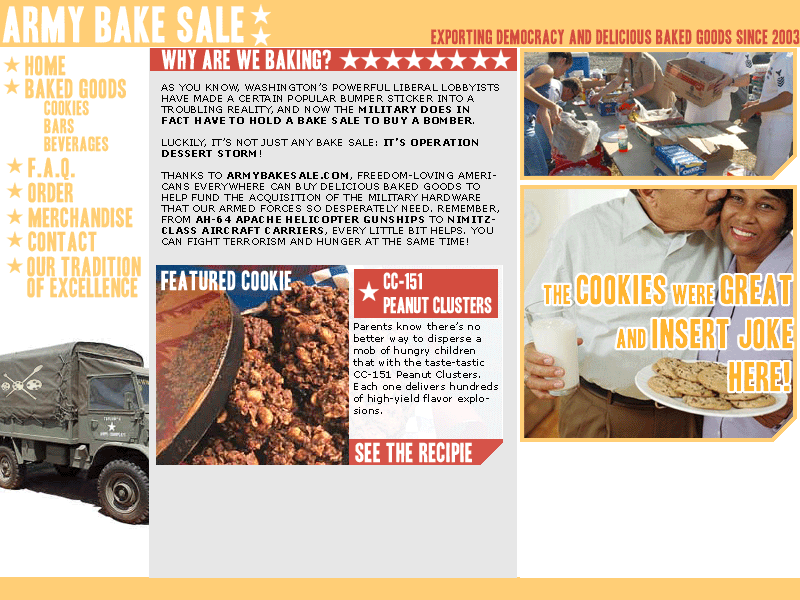 ARMY BAKE SALE
EXPORTING DEMOCRACY AND DELICIOUS BAKED GOODS SINCE 2003
HOME
BAKED GOODS
COOKIES
BARS
BEVERAGES
F.A.Q.
ORDER
MERCHANDISE
CONTACT
OUR TRADITION
OF EXCELLENCE
WHY ARE WE BAKING?
AS YOU KNOW, WASHINGTON'S POWERFUL LIBERAL LOBBYISTS
HAVE MADE A CERTAIN POPULAR BUMPER STICKER INTO A
TROUBLING REALITY, AND NOW THE MILITARY DOES IN
FACT HAVE TO HOLD A BAKE SALE TO BUY A BOMBER.
LUCKILY, IT'S NOT JUST ANY BAKE SALE: IT'S OPERATION
DESSERT STORM!
THANKS TO ARMYBAKESALE.COM, FREEDOM-LOVING AMERI-
CANS EVERYWHERE CAN BUY DELICIOUS BAKED GOODS TO
HELP FUND THE ACQUISITION OF THE MILITARY HARDWARE
THAT OUR ARMED FORCES SO DESPERATELY NEED. REMEMBER,
FROM AH-64 APACHE HELICOPTER GUNSHIPS TO NIMITZ-
CLASS AIRCRAFT CARRIERS, EVERY LITTLE BIT HELPS. YOU
CAN FIGHT TERRORISM AND HUNGER AT THE SAME TIME!
FEATURED COOKIE
CC-151
PEANUT CLUSTERS
Parents know there's no
better way to disperse a
mob of hungry children
that with the taste-tastic
CC-151 Peanut Clusters.
Each one delivers hundreds
of high-yield flavor explo-
sions.
SEE THE RECIPIE
THE COOKIES WERE GREAT
AND INSERT JOKE
HERE!